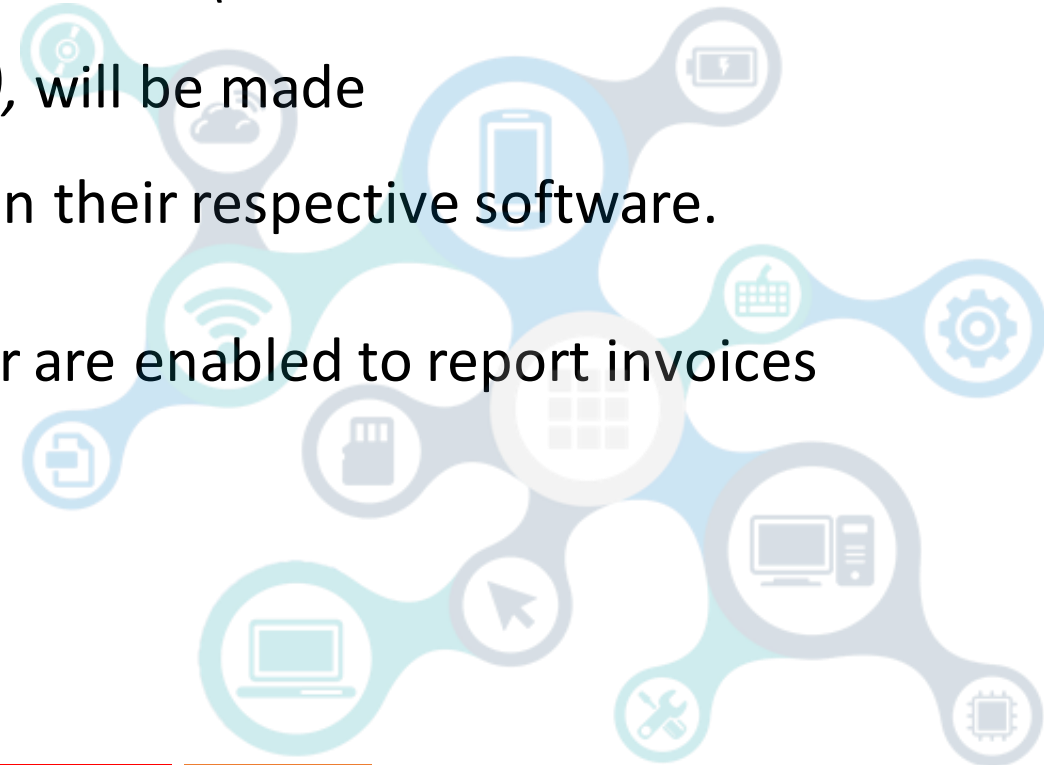 ), will be made
n their respective software.
r are enabled to report invoices